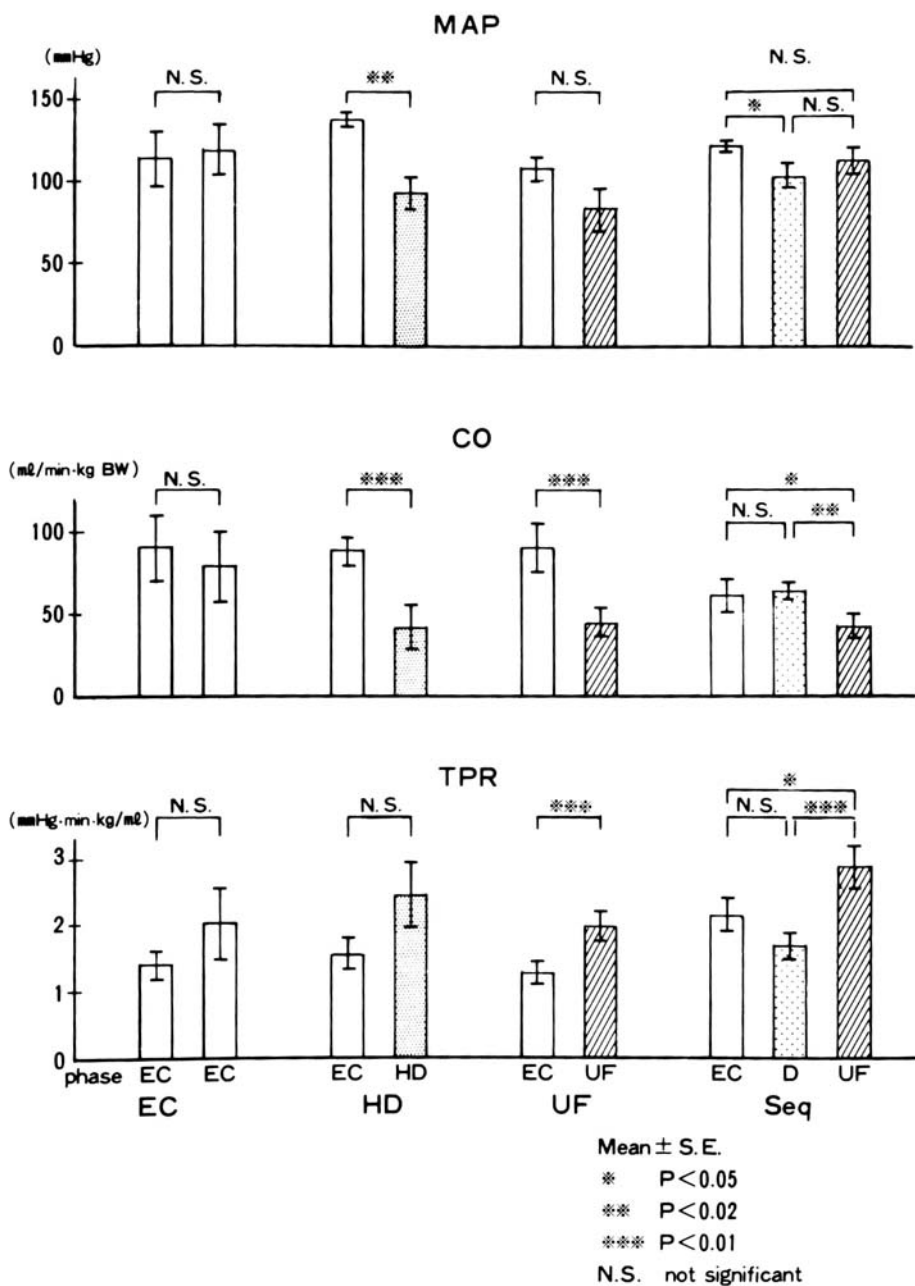 MAP
(mmHg)
N.S.
N.S. ※※ N.S. ※ N.S.
150
100
50
0
CO
(mℓ/min·kg BW)
N.S. ※※※ ※※※ ※
N.S. ※※
100
50
0
TPR
(mmHg·min·kg/mℓ)
N.S. N.S. ※※※ ※
N.S. ※※※
3
2
1
0
phase EC EC EC HD EC UF EC D UF
EC HD UF Seq
Mean ± S.E.
※ P<0.05
※※ P<0.02
※※※ P<0.01
N.S. not significant